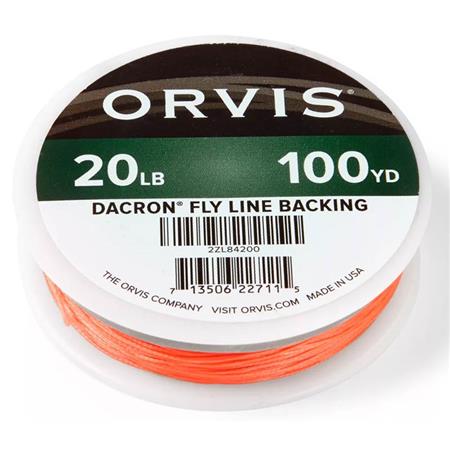 ORVIS®
20LB 100YD
DACRON® FLY LINE BACKING
2ZL84200
7 13506 22711 5
THE ORVIS COMPANY VISIT ORVIS.COM MADE IN USA